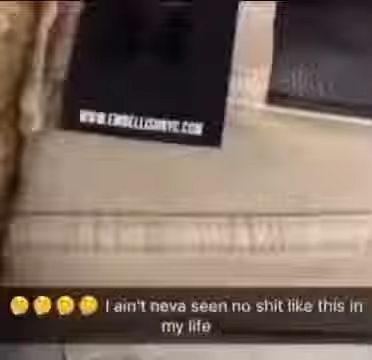 WWW.EMBELLISHNYC.COM
🤔🤔🤔🤔 I ain't neva seen no shit like this in
my life